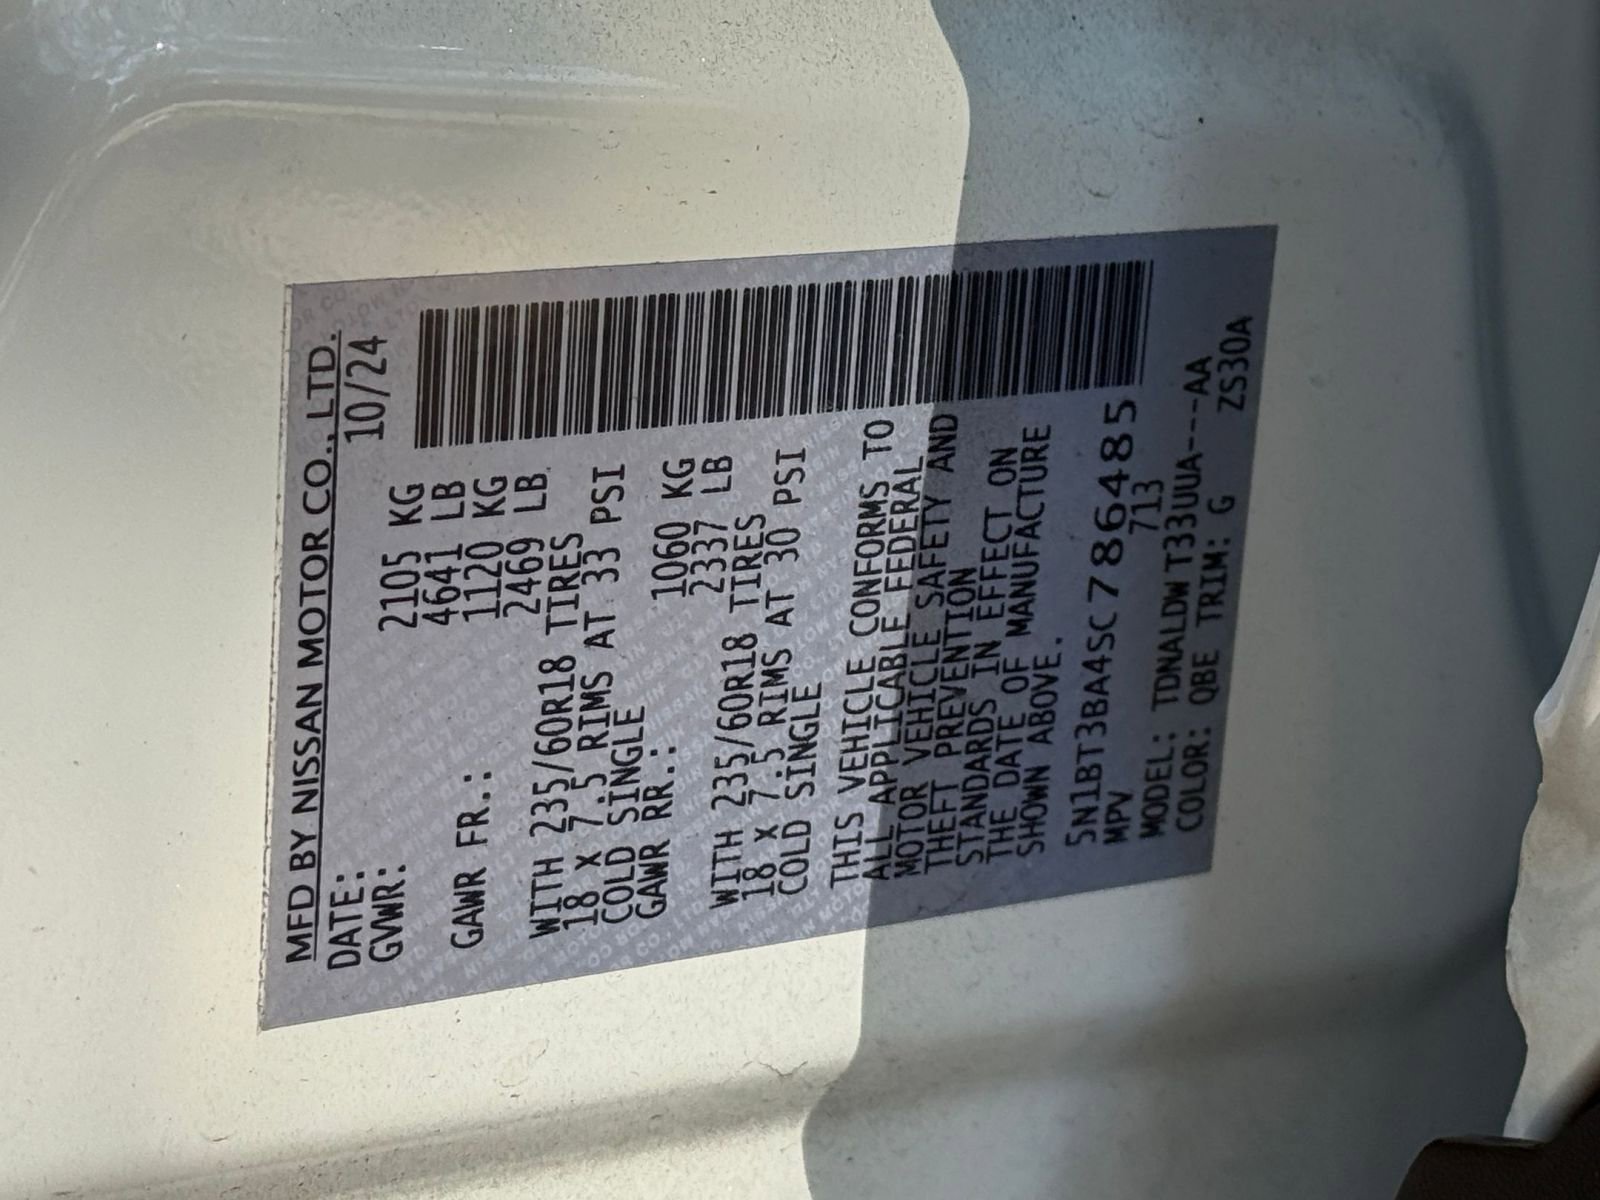 MFD BY NISSAN MOTOR CO., LTD.
DATE: 10/24
GVWR: 2105 KG
4641 LB
GAWR FR.: 1120 KG
2469 LB
WITH 235/60R18 TIRES
18 x 7.5 RIMS AT 33 PSI
COLD SINGLE
GAWR RR.: 1060 KG
2337 LB
WITH 235/60R18 TIRES
18 x 7.5 RIMS AT 30 PSI
COLD SINGLE
THIS VEHICLE CONFORMS TO
ALL APPLICABLE FEDERAL
MOTOR VEHICLE SAFETY AND
THEFT PREVENTION
STANDARDS IN EFFECT ON
THE DATE OF MANUFACTURE
SHOWN ABOVE.
5N1BT3BA4SC786485
MPV 713
MODEL: TDNALDW T33UUA---AA
COLOR: QBE TRIM: G ZS30A